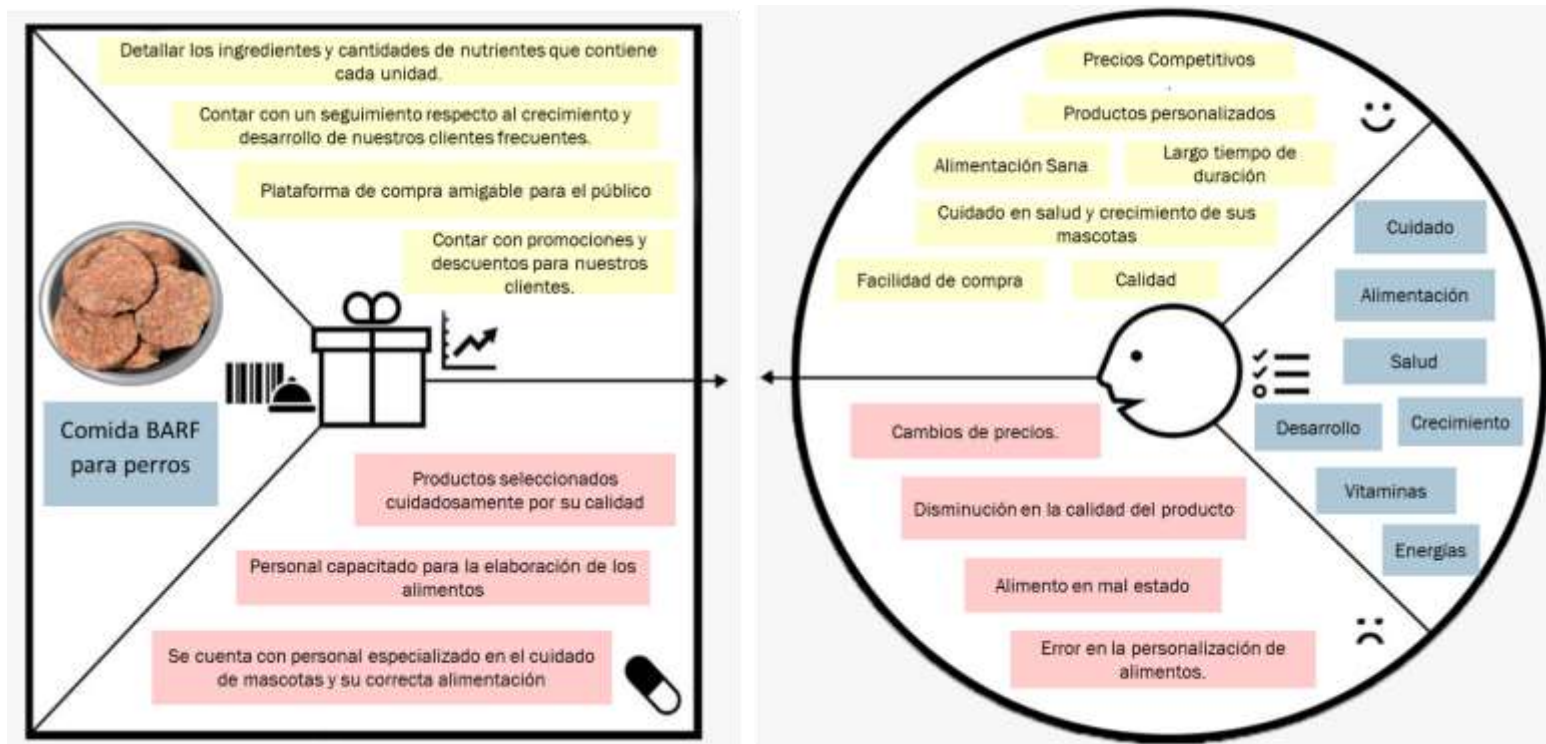 Detallar los ingredientes y cantidades de nutrientes que contiene
cada unidad.
Contar con un seguimiento respecto al crecimiento y
desarrollo de nuestros clientes frecuentes.
Plataforma de compra amigable para el público
Contar con promociones y
descuentos para nuestros
clientes.
Comida BARF
para perros
Productos seleccionados
cuidadosamente por su calidad
Personal capacitado para la elaboración de los
alimentos
Se cuenta con personal especializado en el cuidado
de mascotas y su correcta alimentación
Precios Competitivos
Productos personalizados
Alimentación Sana
Largo tiempo de
duración
Cuidado en salud y crecimiento de sus
mascotas
Facilidad de compra
Calidad
Cuidado
Alimentación
Salud
Desarrollo
Crecimiento
Vitaminas
Energías
Cambios de precios.
Disminución en la calidad del producto
Alimento en mal estado
Error en la personalización de
alimentos.